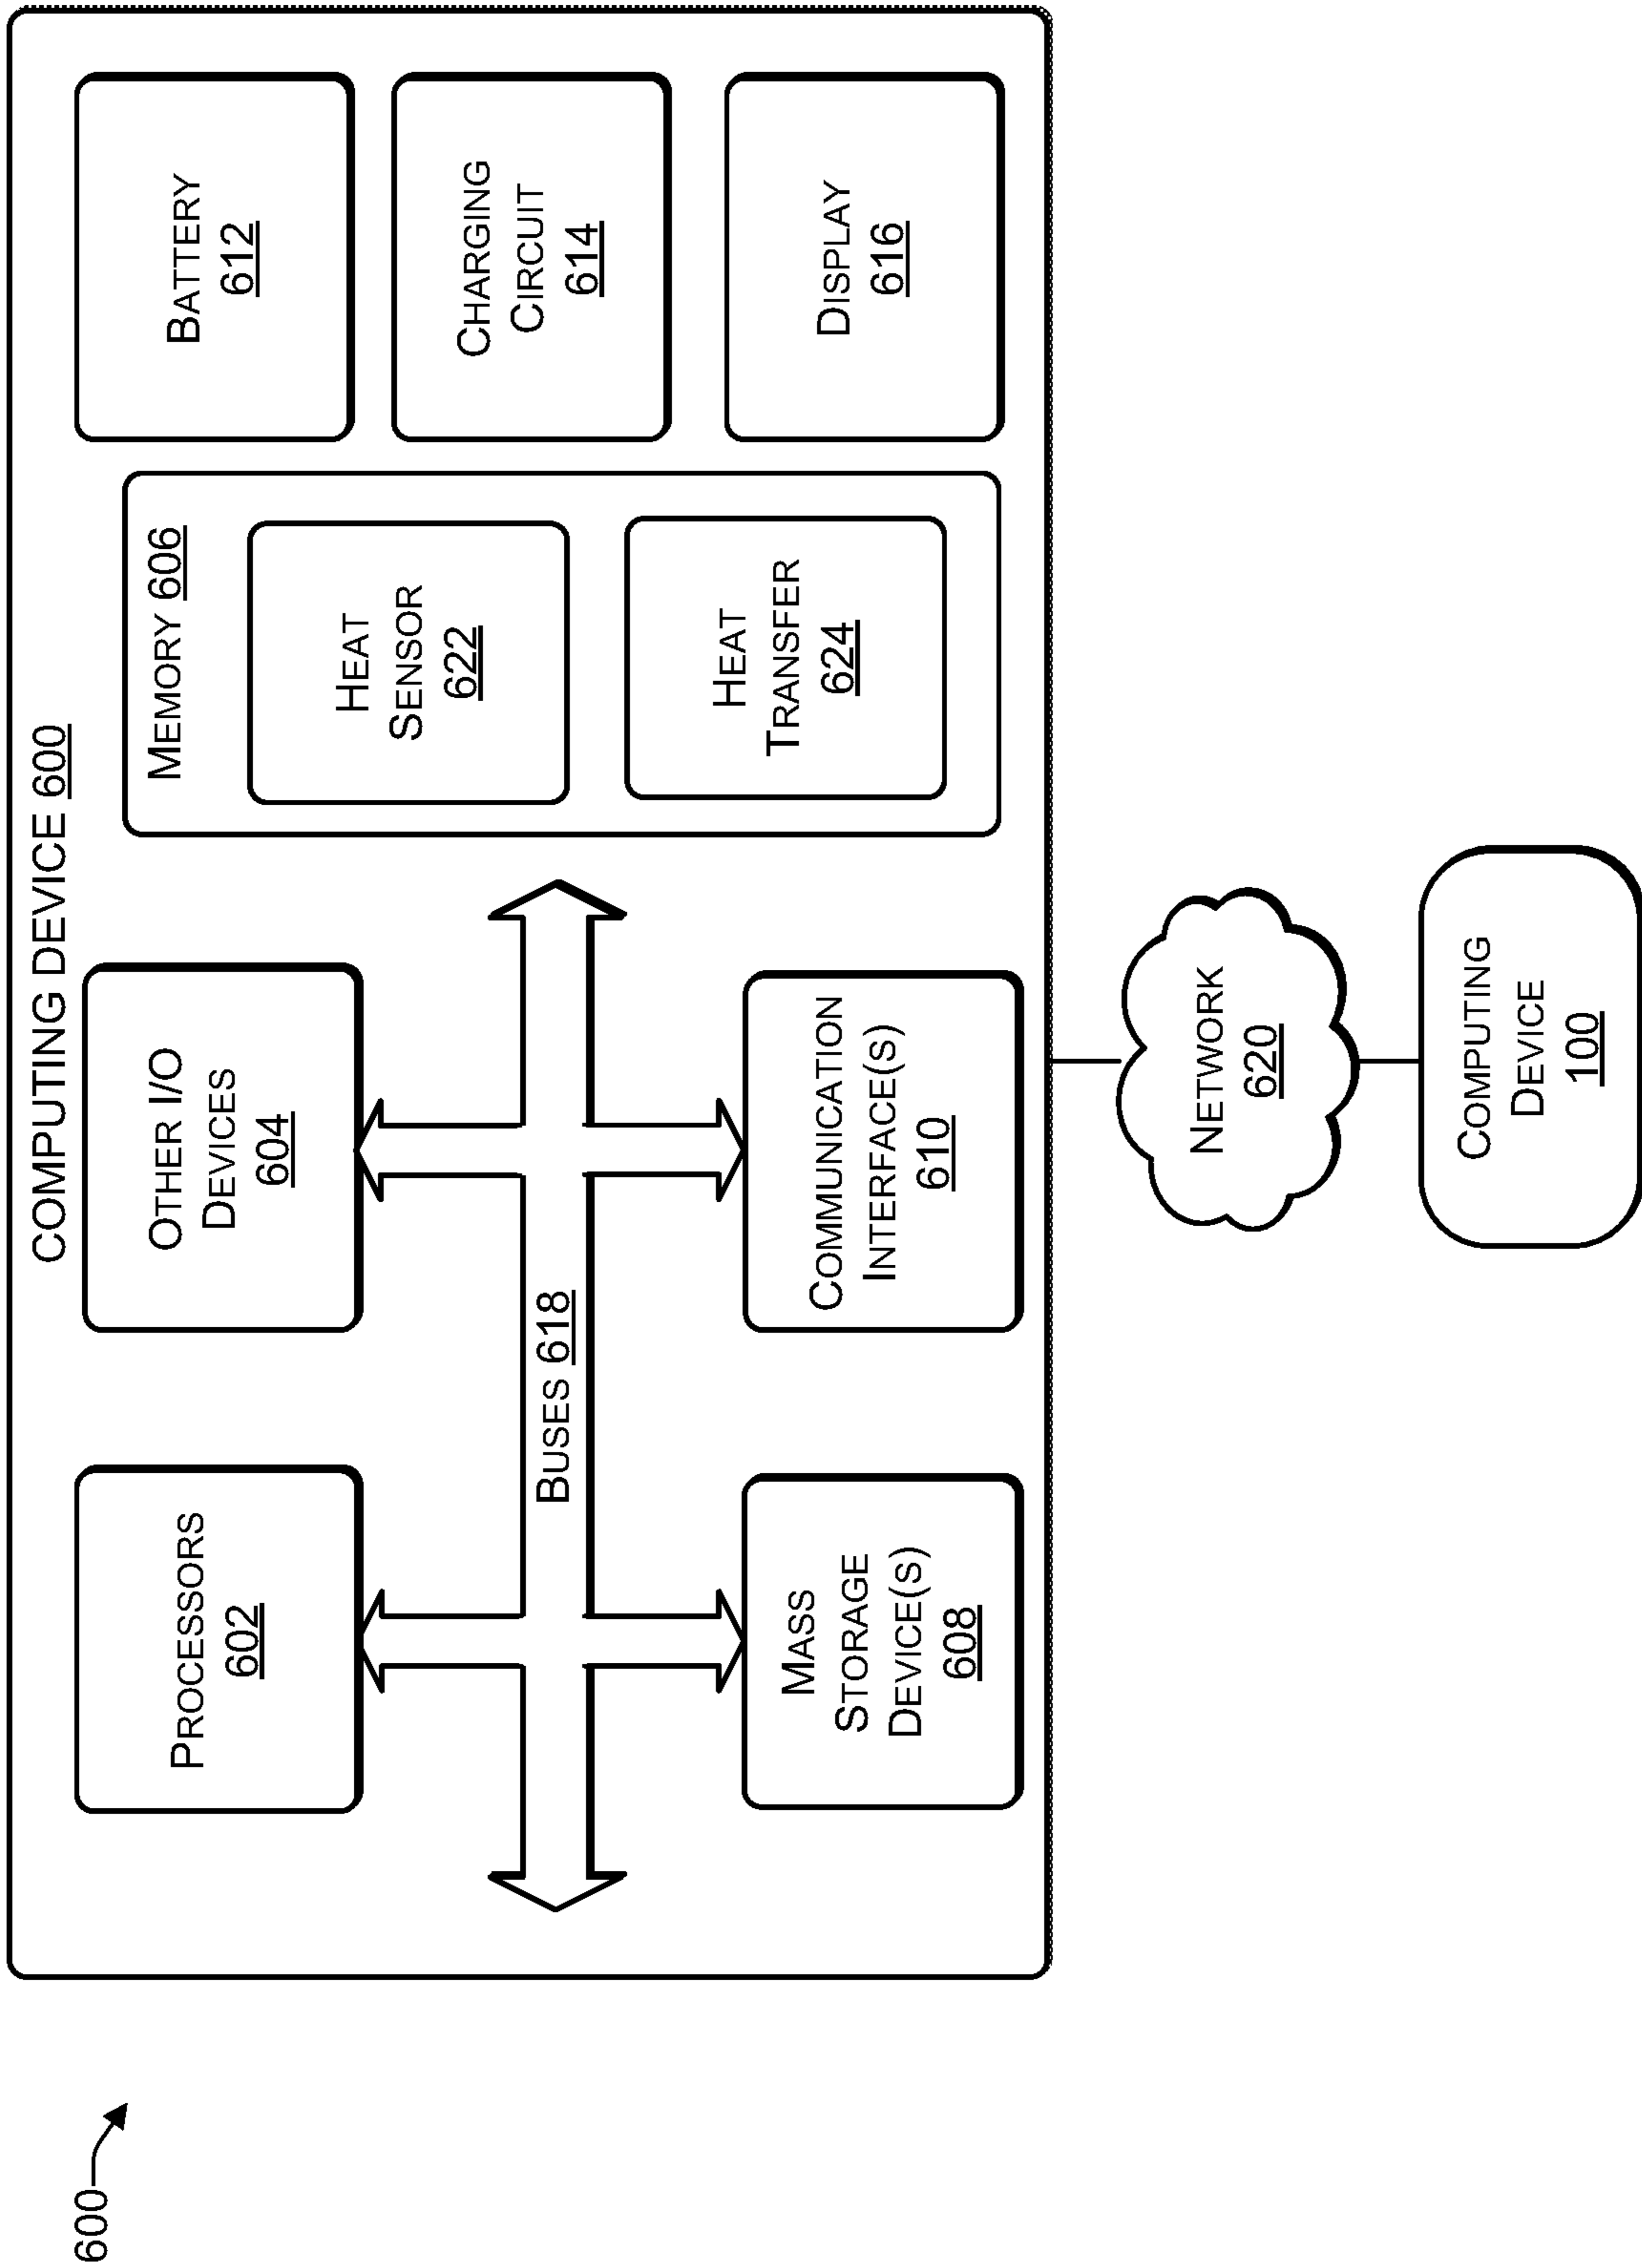 600
COMPUTING DEVICE 600
PROCESSORS
602
OTHER I/O
DEVICES
604
MEMORY 606
HEAT
SENSOR
622
HEAT
TRANSFER
624
BATTERY
612
CHARGING
CIRCUIT
614
DISPLAY
616
BUSES 618
MASS
STORAGE
DEVICE(S)
608
COMMUNICATION
INTERFACE(S)
610
NETWORK
620
COMPUTING
DEVICE
100